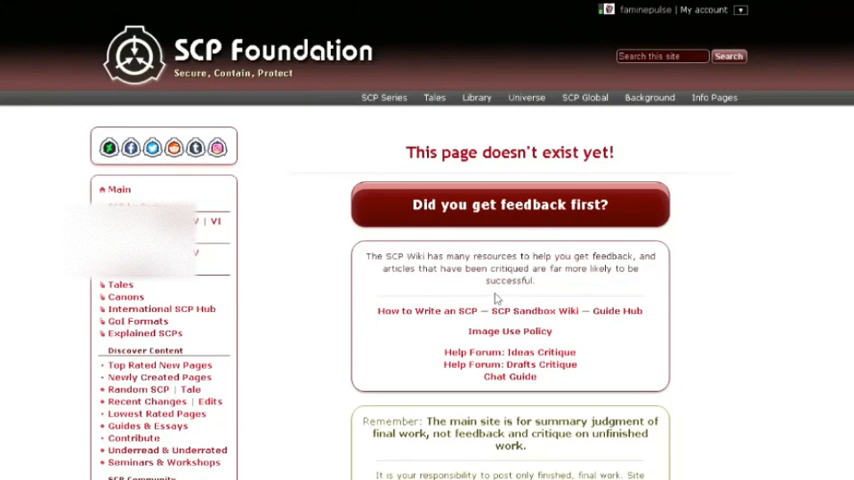 faminepulse | My account
SCP Foundation
Secure, Contain, Protect
Search this site
Search
SCP Series Tales Library Universe SCP Global Background Info Pages
Main
V | VI
V
Tales
Canons
International SCP Hub
GoI Formats
Explained SCPs
Discover Content
Top Rated New Pages
Newly Created Pages
Random SCP | Tale
Recent Changes | Edits
Lowest Rated Pages
Guides & Essays
Contribute
Underread & Underrated
Seminars & Workshops
SCP Community
This page doesn't exist yet!
Did you get feedback first?
The SCP Wiki has many resources to help you get feedback, and
articles that have been critiqued are far more likely to be
successful.
How to Write an SCP — SCP Sandbox Wiki — Guide Hub
Image Use Policy
Help Forum: Ideas Critique
Help Forum: Drafts Critique
Chat Guide
Remember: The main site is for summary judgment of
final work, not feedback and critique on unfinished
work.
It is your responsibility to post only finished, final work. Site